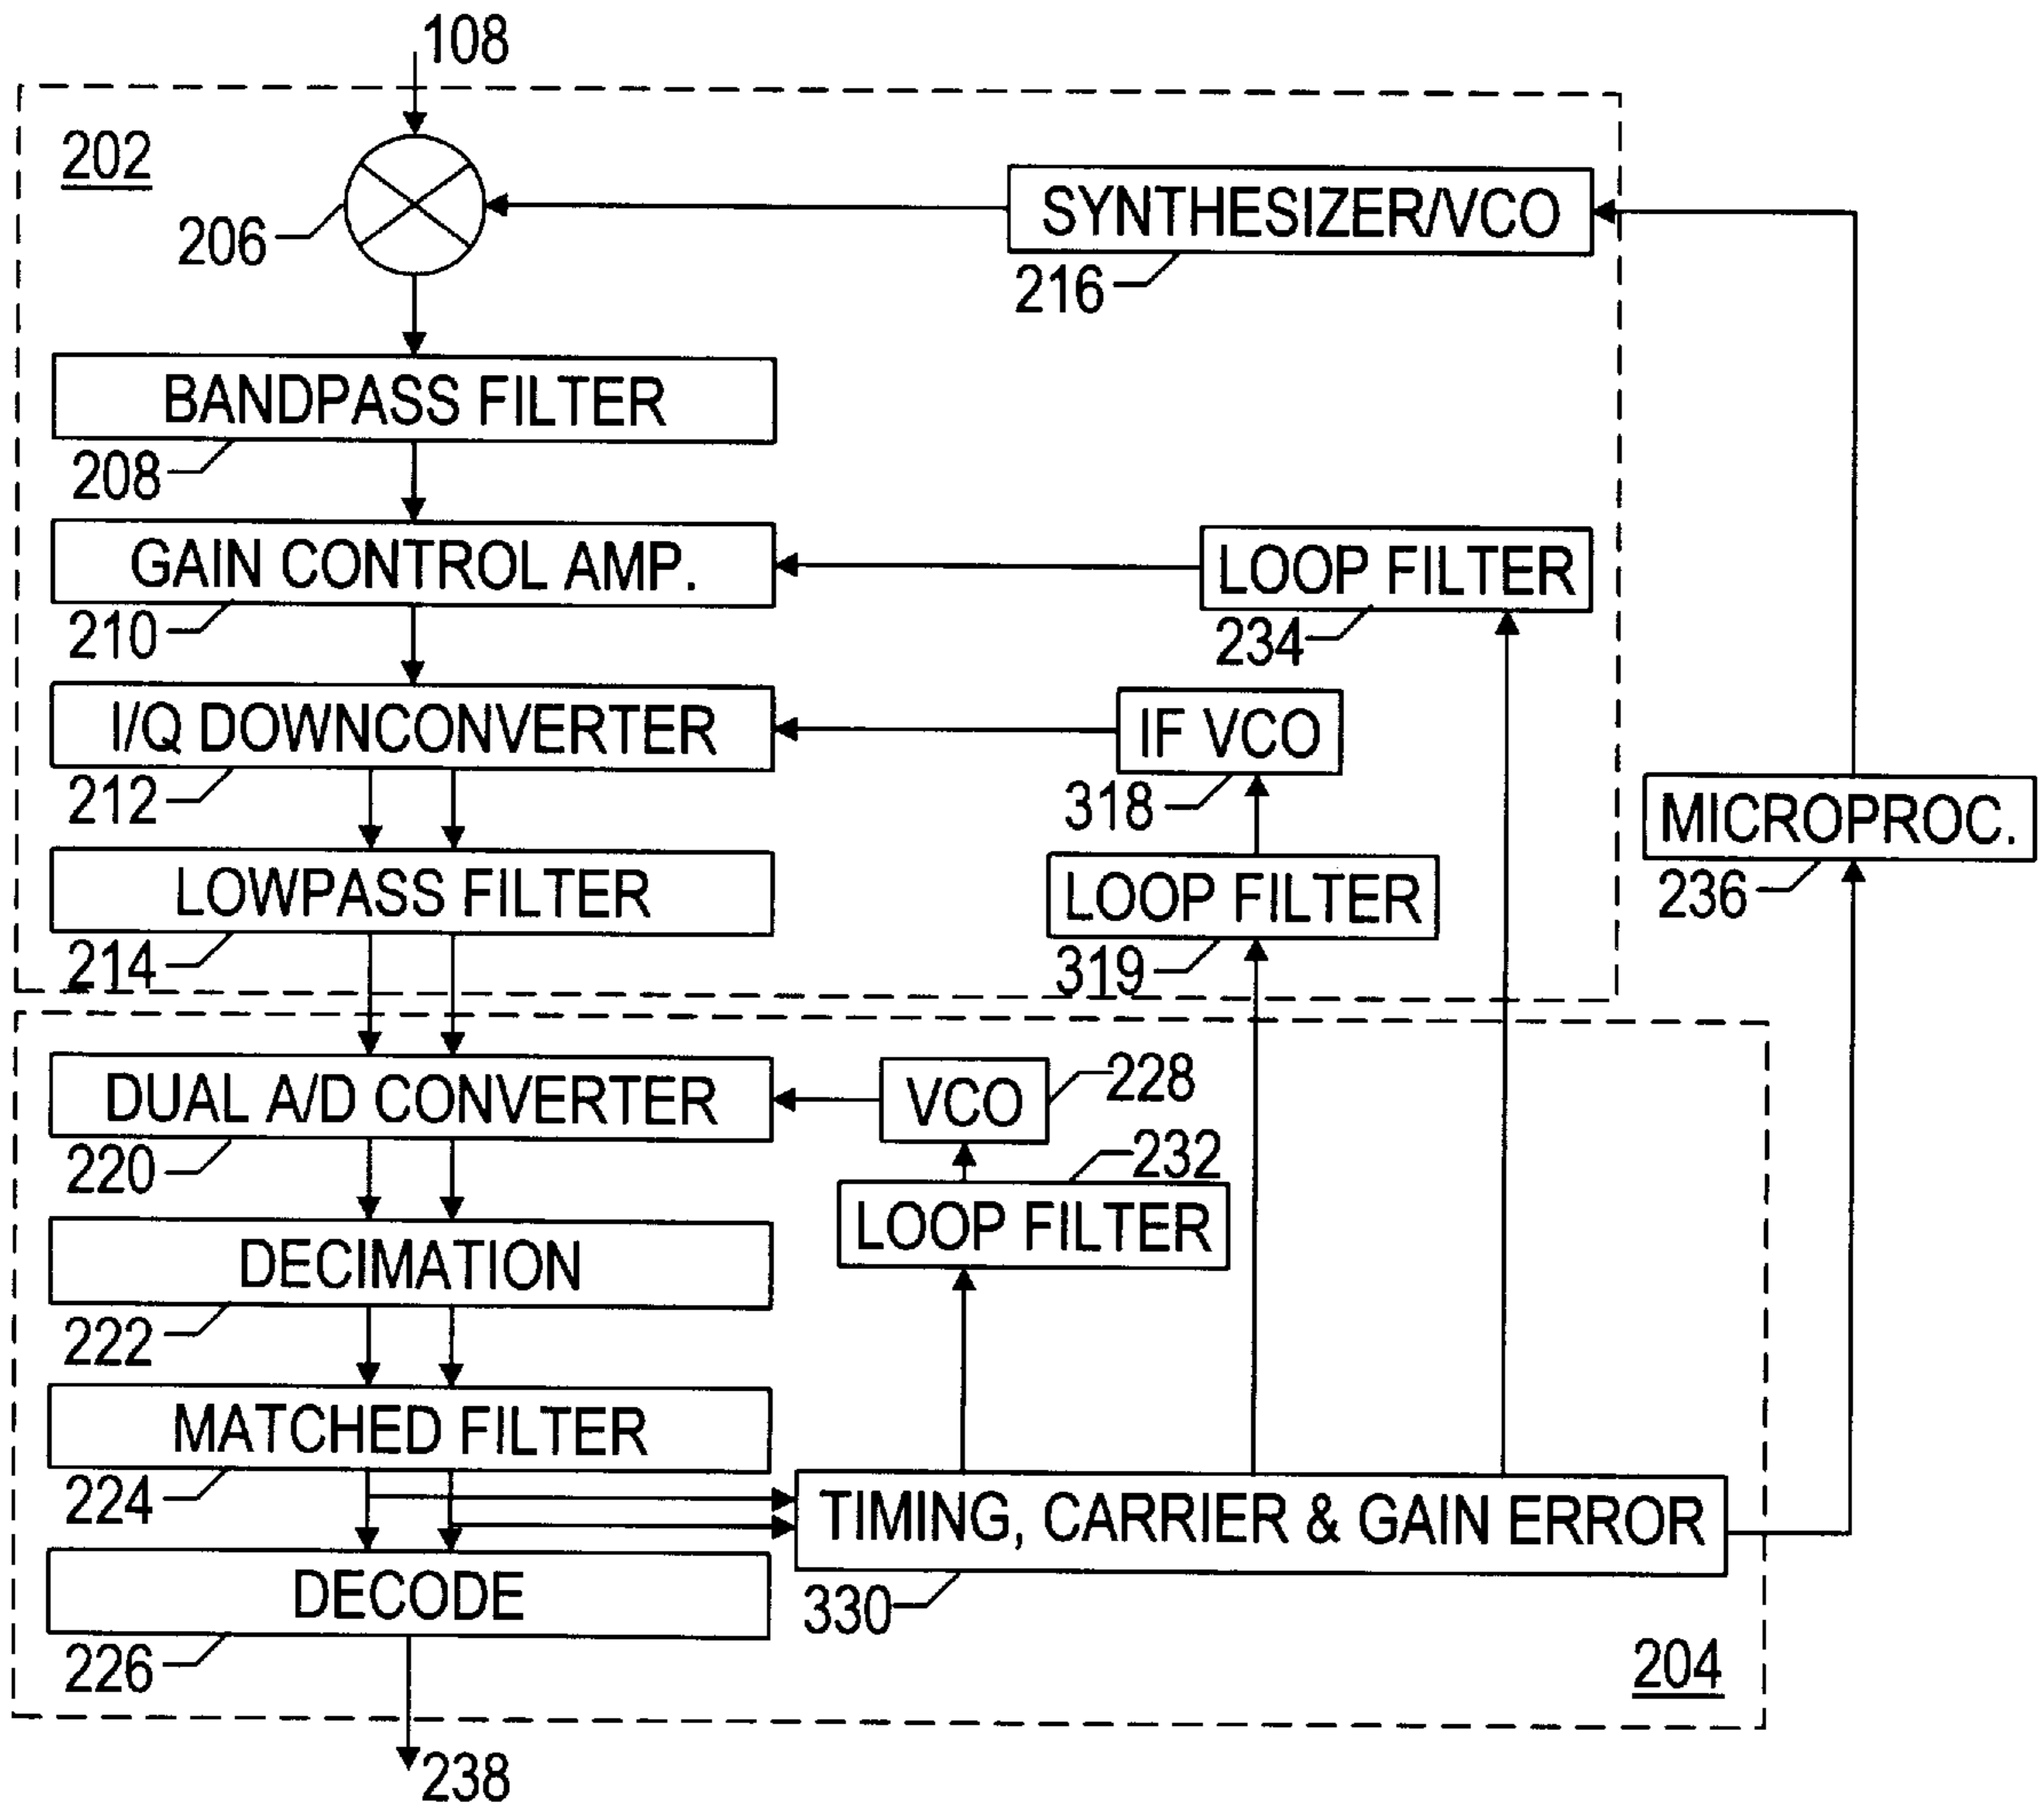 108
202
206
SYNTHESIZER/VCO
216
BANDPASS FILTER
208
GAIN CONTROL AMP.
210
LOOP FILTER
234
I/Q DOWNCONVERTER
212
IF VCO
318
MICROPROC.
236
LOWPASS FILTER
214
LOOP FILTER
319
DUAL A/D CONVERTER
220
VCO
228
232
LOOP FILTER
DECIMATION
222
MATCHED FILTER
224
TIMING, CARRIER & GAIN ERROR
330
DECODE
226
204
238